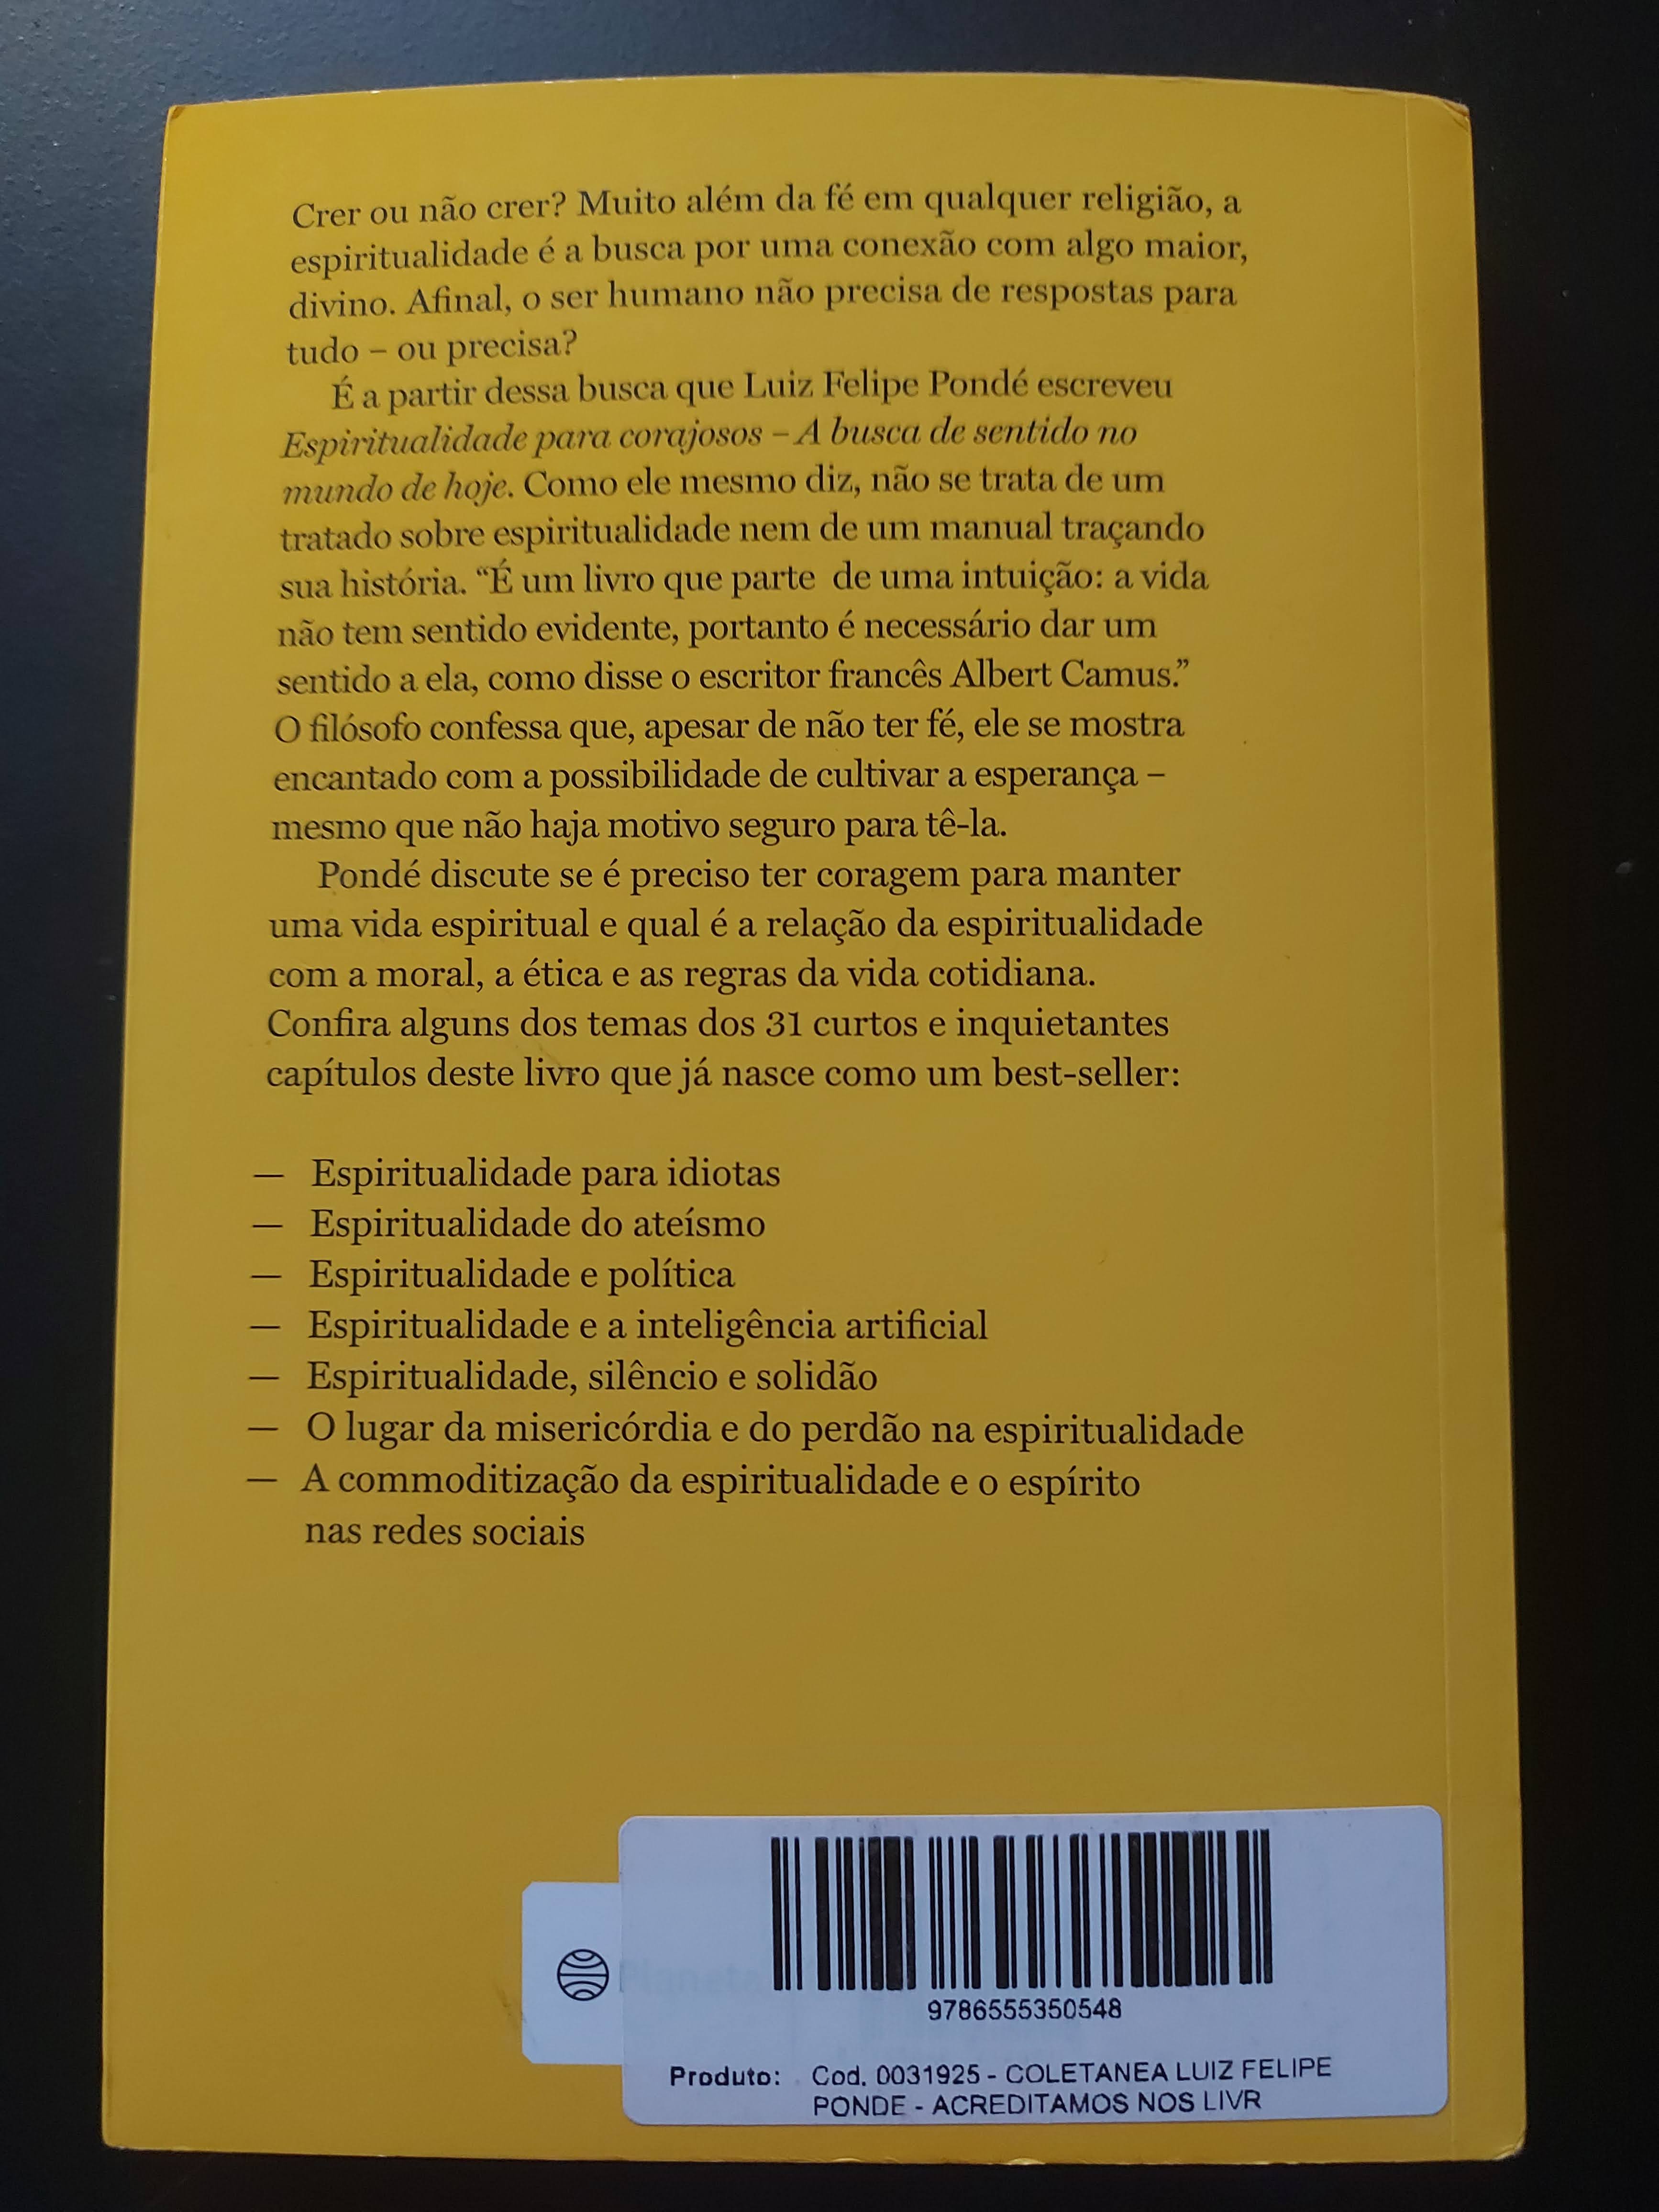 Crer ou não crer? Muito além da fé em qualquer religião, a
espiritualidade é a busca por uma conexão com algo maior,
divino. Afinal, o ser humano não precisa de respostas para
tudo – ou precisa?
É a partir dessa busca que Luiz Felipe Pondé escreveu
Espiritualidade para corajosos – A busca de sentido no
mundo de hoje. Como ele mesmo diz, não se trata de um
tratado sobre espiritualidade nem de um manual traçando
sua história. “É um livro que parte de uma intuição: a vida
não tem sentido evidente, portanto é necessário dar um
sentido a ela, como disse o escritor francês Albert Camus.”
O filósofo confessa que, apesar de não ter fé, ele se mostra
encantado com a possibilidade de cultivar a esperança –
mesmo que não haja motivo seguro para tê-la.
Pondé discute se é preciso ter coragem para manter
uma vida espiritual e qual é a relação da espiritualidade
com a moral, a ética e as regras da vida cotidiana.
Confira alguns dos temas dos 31 curtos e inquietantes
capítulos deste livro que já nasce como um best-seller:
— Espiritualidade para idiotas
— Espiritualidade do ateísmo
— Espiritualidade e política
— Espiritualidade e a inteligência artificial
— Espiritualidade, silêncio e solidão
— O lugar da misericórdia e do perdão na espiritualidade
— A commoditização da espiritualidade e o espírito
nas redes sociais
Planeta
9786555350548
Produto: Cod. 0031925 - COLETANEA LUIZ FELIPE
PONDE - ACREDITAMOS NOS LIVR